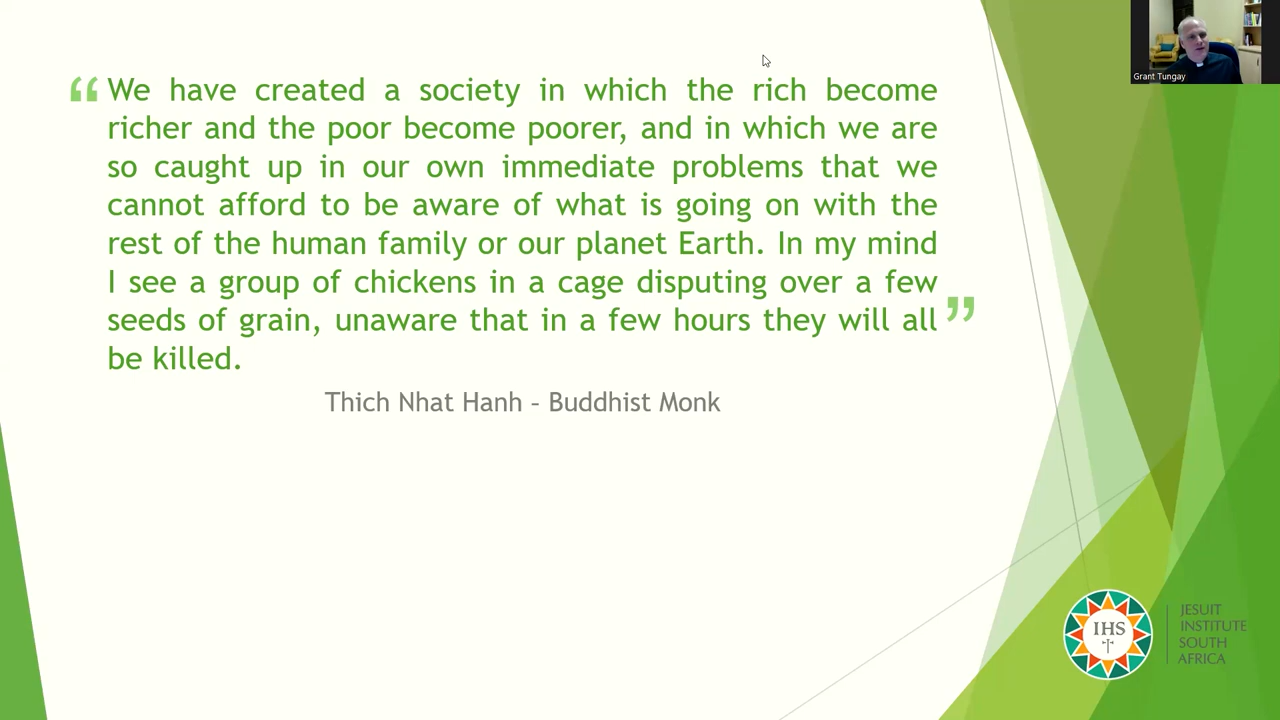 Grant Tungay
“ We have created a society in which the rich become
richer and the poor become poorer, and in which we are
so caught up in our own immediate problems that we
cannot afford to be aware of what is going on with the
rest of the human family or our planet Earth. In my mind
I see a group of chickens in a cage disputing over a few
seeds of grain, unaware that in a few hours they will all ”
be killed.
Thich Nhat Hanh – Buddhist Monk
IHS
JESUIT
INSTITUTE
SOUTH
AFRICA